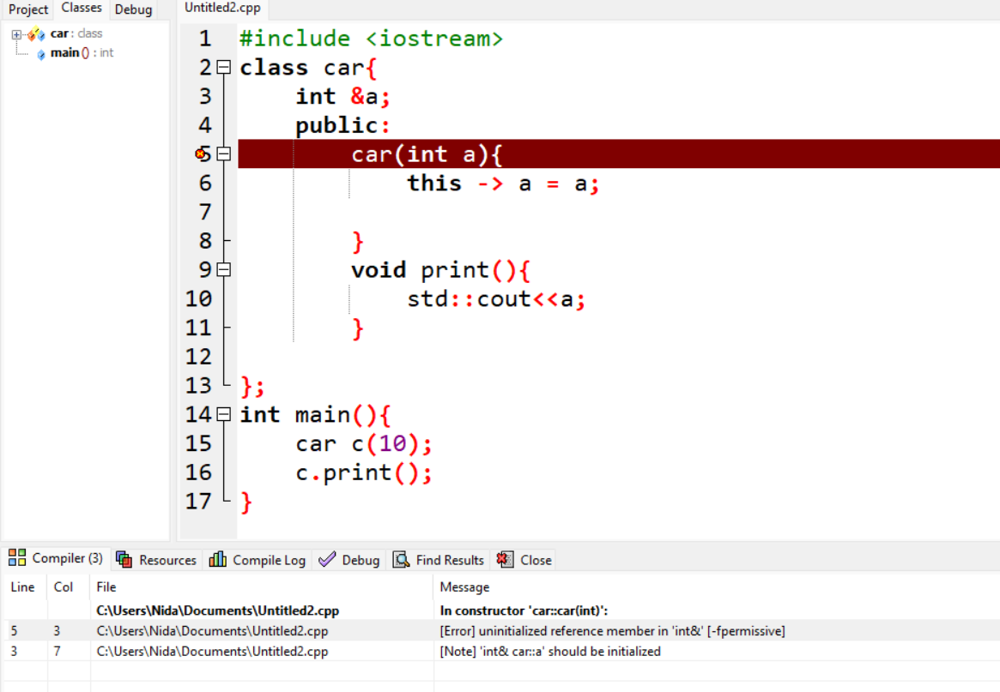 Project Classes Debug
Untitled2.cpp
car : class
main () : int
1 #include <iostream>
2 class car{
3 int &a;
4 public:
5 car(int a){
6 this -> a = a;
7
8 }
9 void print(){
10 std::cout<<a;
11 }
12
13 };
14 int main(){
15 car c(10);
16 c.print();
17 }
Compiler (3) Resources Compile Log Debug Find Results Close
Line Col File Message
C:\Users\Nida\Documents\Untitled2.cpp In constructor 'car::car(int)':
5 3 C:\Users\Nida\Documents\Untitled2.cpp [Error] uninitialized reference member in 'int&' [-fpermissive]
3 7 C:\Users\Nida\Documents\Untitled2.cpp [Note] 'int& car::a' should be initialized